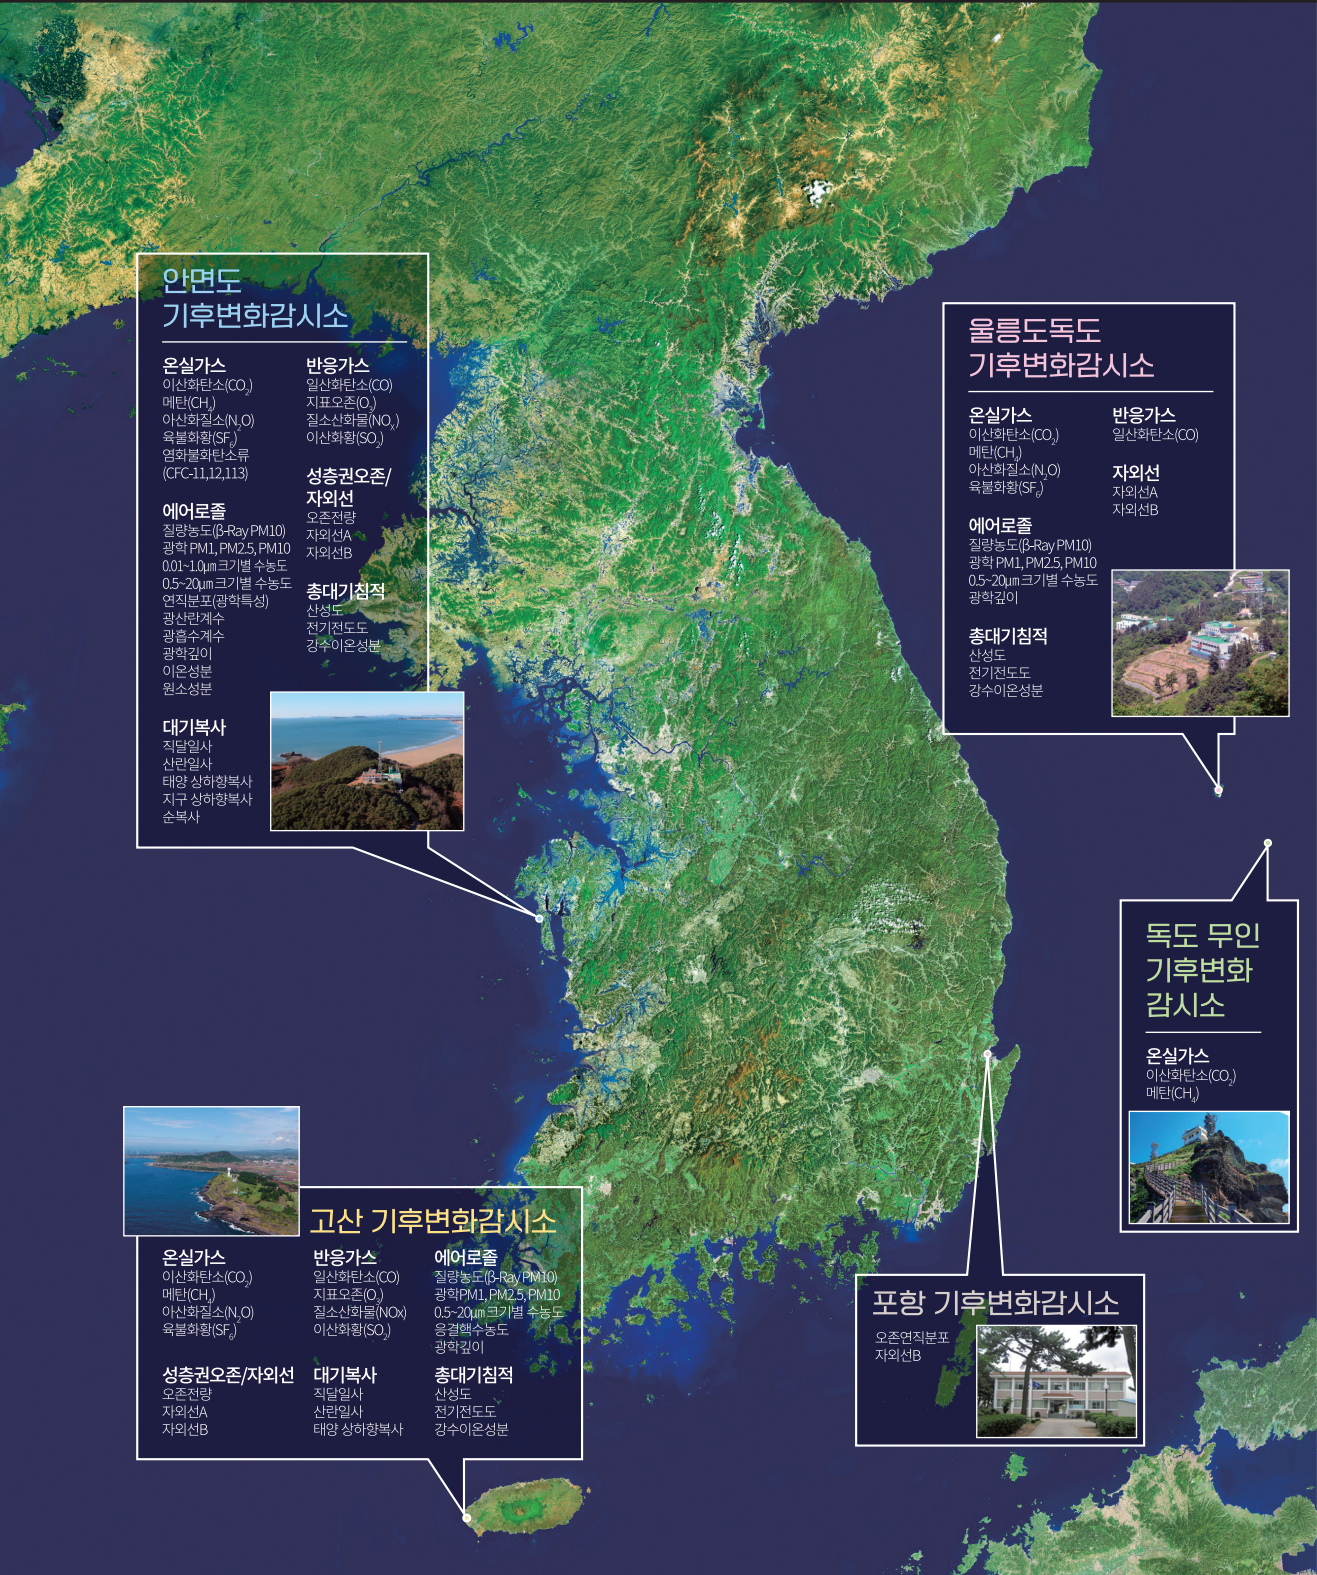 안면도
기후변화감시소
온실가스
이산화탄소(CO₂)
메탄(CH₄)
아산화질소(N₂O)
육불화황(SF₆)
염화불화탄소류
(CFC-11,12,113)
에어로졸
질량농도(β-Ray PM10)
광학 PM1, PM2.5, PM10
0.01~1.0㎛ 크기별 수농도
0.5~20㎛ 크기별 수농도
연직분포(광학특성)
광산란계수
광흡수계수
광학깊이
이온성분
원소성분
대기복사
직달일사
산란일사
태양 상하향복사
지구 상하향복사
순복사
반응가스
일산화탄소(CO)
지표오존(O₃)
질소산화물(NOₓ)
이산화황(SO₂)
성층권오존/
자외선
오존전량
자외선A
자외선B
총대기침적
산성도
전기전도도
강수이온성분
울릉도독도
기후변화감시소
온실가스
이산화탄소(CO₂)
메탄(CH₄)
아산화질소(N₂O)
육불화황(SF₆)
에어로졸
질량농도(β-Ray PM10)
광학 PM1, PM2.5, PM10
0.5~20㎛ 크기별 수농도
광학깊이
총대기침적
산성도
전기전도도
강수이온성분
반응가스
일산화탄소(CO)
자외선
자외선A
자외선B
독도 무인
기후변화
감시소
온실가스
이산화탄소(CO₂)
메탄(CH₄)
고산 기후변화감시소
온실가스
이산화탄소(CO₂)
메탄(CH₄)
아산화질소(N₂O)
육불화황(SF₆)
반응가스
일산화탄소(CO)
지표오존(O₃)
질소산화물(NOx)
이산화황(SO₂)
에어로졸
질량농도(β-Ray PM10)
광학PM1, PM2.5, PM10
0.5~20㎛ 크기별 수농도
응결핵수농도
광학깊이
성층권오존/자외선
오존전량
자외선A
자외선B
대기복사
직달일사
산란일사
태양 상하향복사
총대기침적
산성도
전기전도도
강수이온성분
포항 기후변화감시소
오존연직분포
자외선B